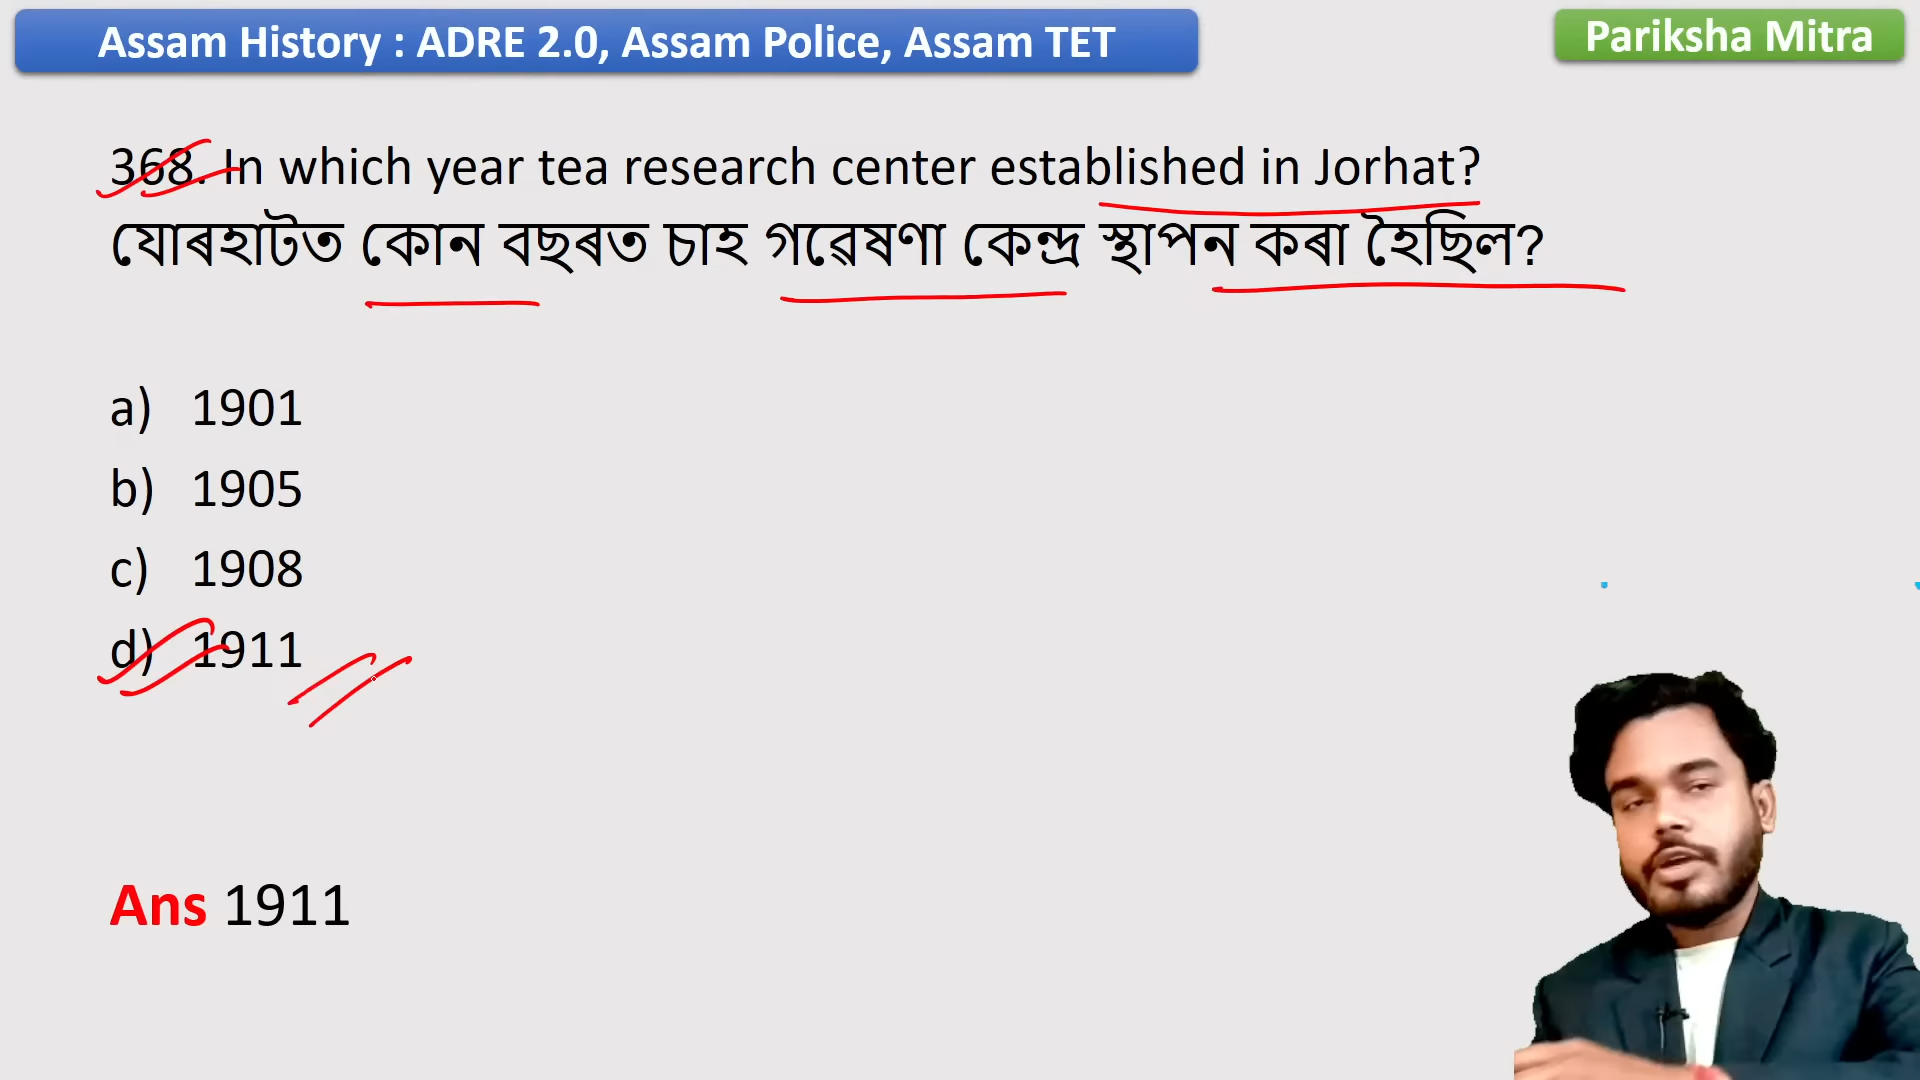 Assam History : ADRE 2.0, Assam Police, Assam TET
Pariksha Mitra
368. In which year tea research center established in Jorhat?
যোৰহাটত কোন বছৰত চাহ গৱেষণা কেন্দ্ৰ স্থাপন কৰা হৈছিল?
a) 1901
b) 1905
c) 1908
d) 1911
Ans 1911